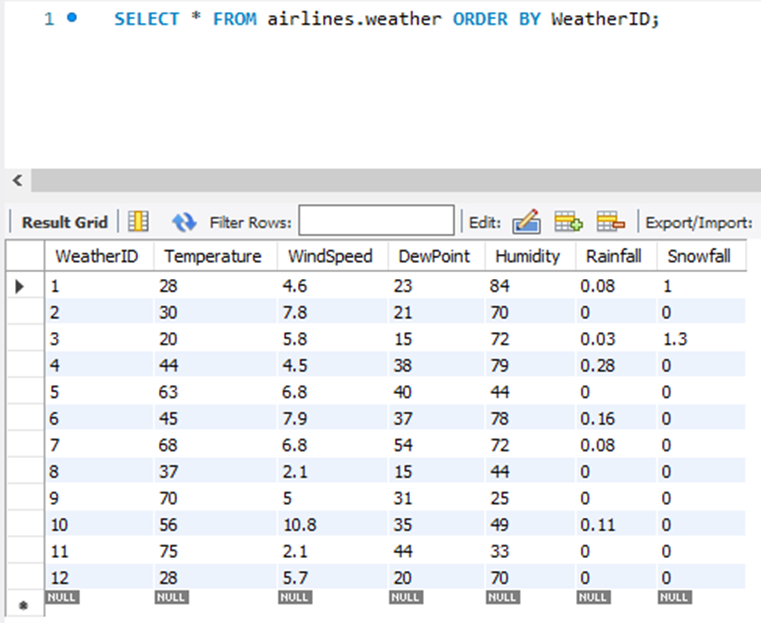 1 SELECT * FROM airlines.weather ORDER BY WeatherID;
Result Grid Filter Rows: Edit: Export/Import:
WeatherID Temperature WindSpeed DewPoint Humidity Rainfall Snowfall
1 28 4.6 23 84 0.08 1
2 30 7.8 21 70 0 0
3 20 5.8 15 72 0.03 1.3
4 44 4.5 38 79 0.28 0
5 63 6.8 40 44 0 0
6 45 7.9 37 78 0.16 0
7 68 6.8 54 72 0.08 0
8 37 2.1 15 44 0 0
9 70 5 31 25 0 0
10 56 10.8 35 49 0.11 0
11 75 2.1 44 33 0 0
12 28 5.7 20 70 0 0
NULL NULL NULL NULL NULL NULL NULL